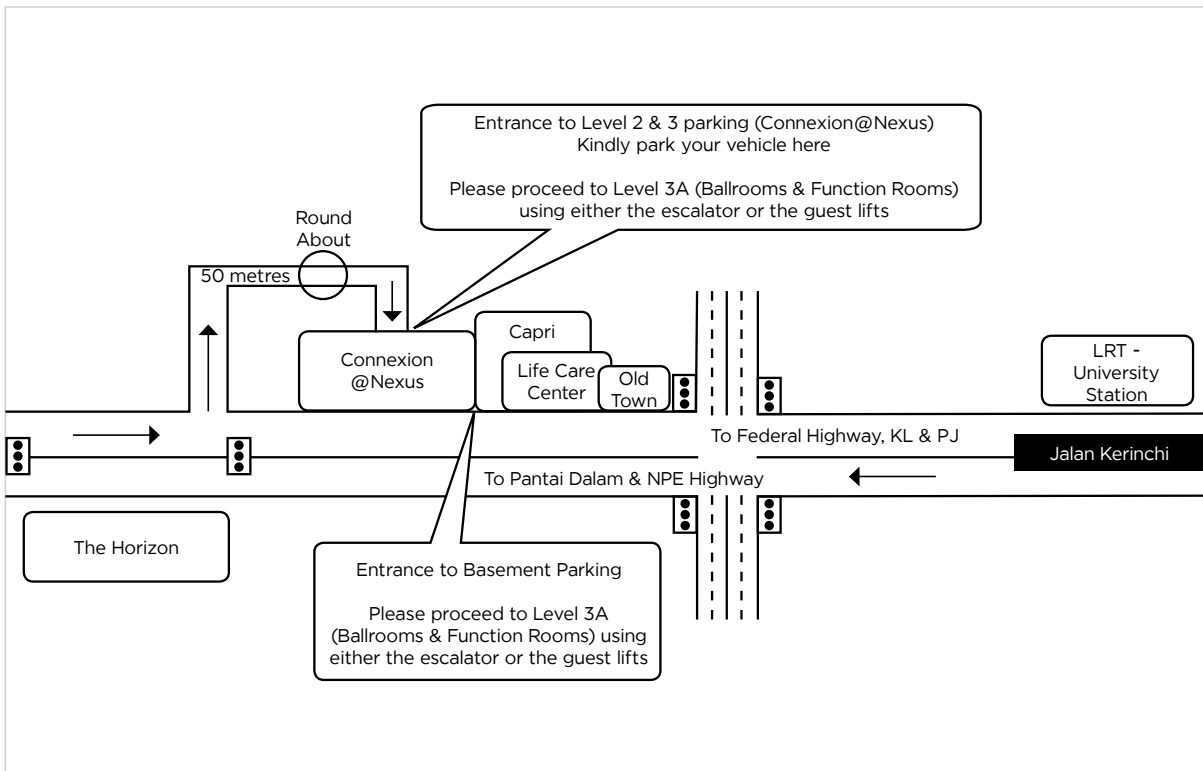 Entrance to Level 2 & 3 parking (Connexion@Nexus)
Kindly park your vehicle here
Please proceed to Level 3A (Ballrooms & Function Rooms)
using either the escalator or the guest lifts
Round
About
50 metres
Connexion
@Nexus
Capri
Life Care
Center
Old
Town
LRT -
University
Station
To Federal Highway, KL & PJ
Jalan Kerinchi
To Pantai Dalam & NPE Highway
The Horizon
Entrance to Basement Parking
Please proceed to Level 3A
(Ballrooms & Function Rooms) using
either the escalator or the guest lifts